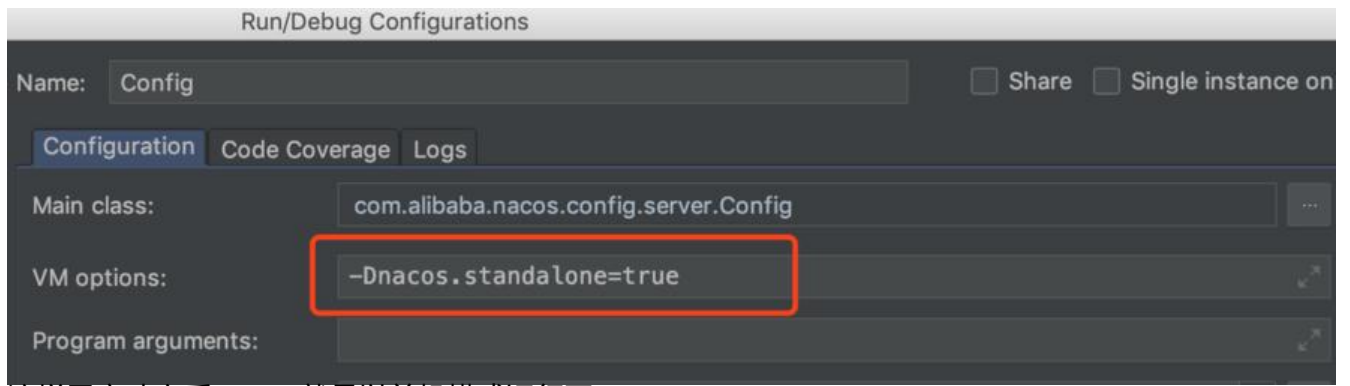 Run/Debug Configurations
Name: Config Share Single instance on
Configuration Code Coverage Logs
Main class: com.alibaba.nacos.config.server.Config ...
VM options: -Dnacos.standalone=true
Program arguments: